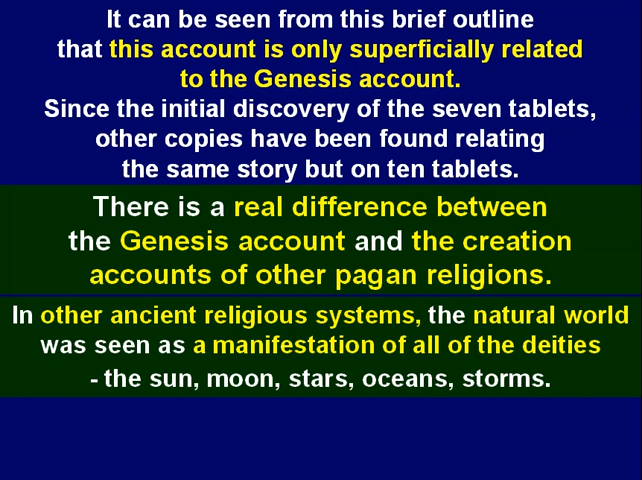 It can be seen from this brief outline
that this account is only superficially related
to the Genesis account.
Since the initial discovery of the seven tablets,
other copies have been found relating
the same story but on ten tablets.
There is a real difference between
the Genesis account and the creation
accounts of other pagan religions.
In other ancient religious systems, the natural world
was seen as a manifestation of all of the deities
- the sun, moon, stars, oceans, storms.